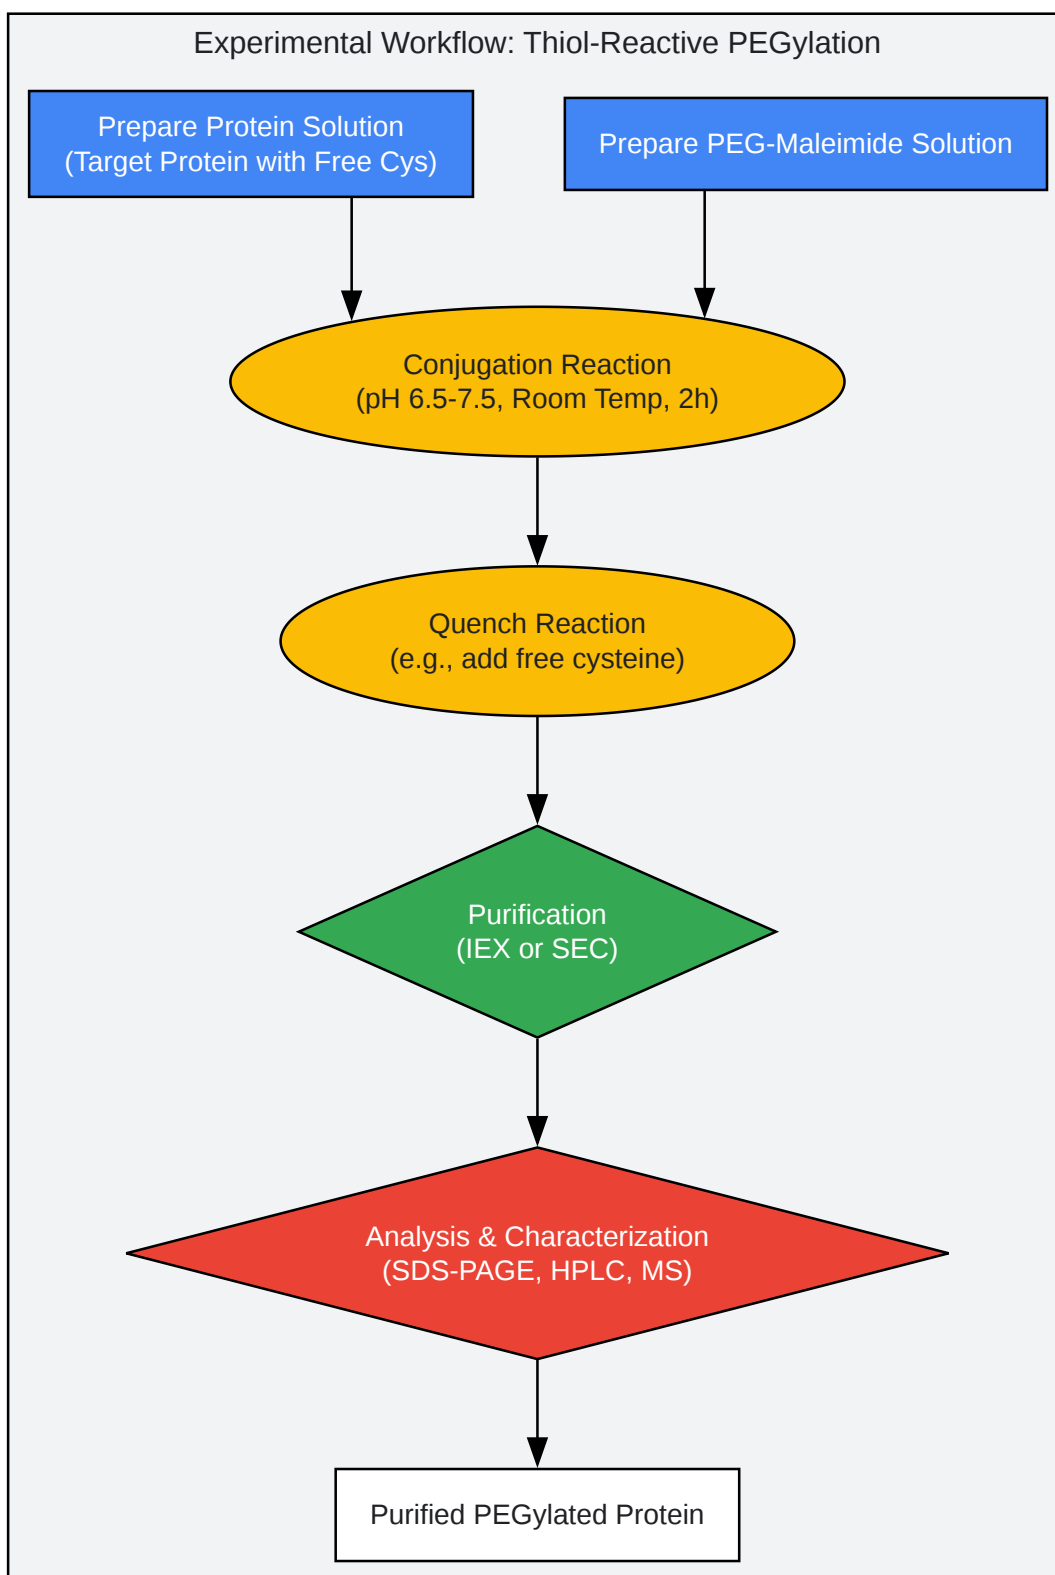 Experimental Workflow: Thiol-Reactive PEGylation
Prepare Protein Solution
(Target Protein with Free Cys)
Prepare PEG-Maleimide Solution
Conjugation Reaction
(pH 6.5-7.5, Room Temp, 2h)
Quench Reaction
(e.g., add free cysteine)
Purification
(IEX or SEC)
Analysis & Characterization
(SDS-PAGE, HPLC, MS)
Purified PEGylated Protein